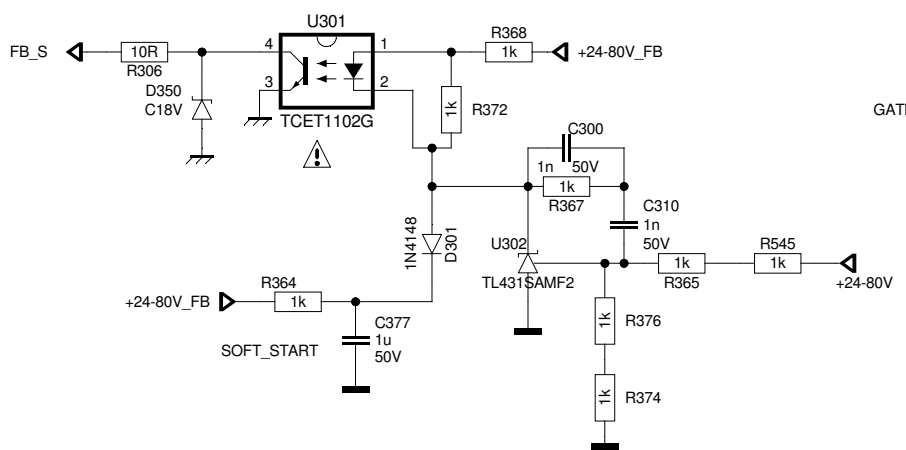 U301
R368
FB_S
10R
4
1
1k
+24-80V_FB
R306
3
2
D350
C18V
1k
R372
TCET1102G
GAT
C300
1n
50V
1k
R367
C310
1n
50V
1N4148
D301
U302
TL431SAMF2
R545
1k
R365
1k
+24-80V
R364
+24-80V_FB
1k
C377
1u
50V
SOFT_START
1k
R376
1k
R374